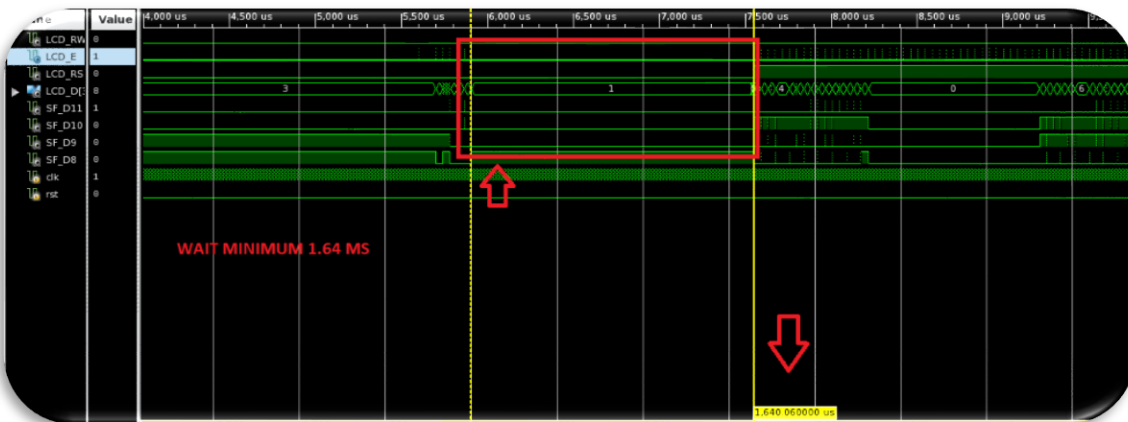 Value
4,000 us 4,500 us 5,000 us 5,500 us 6,000 us 6,500 us 7,000 us 7,500 us 8,000 us 8,500 us 9,000 us
LCD_RW 0
LCD_E 1
LCD_RS 0
LCD_D[3 8 3 1 4 0 6
SF_D11 1
SF_D10 0
SF_D9 0
SF_D8 0
clk 1
rst 0
WAIT MINIMUM 1.64 MS
1,640 060000 us